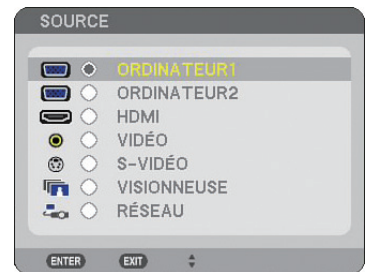 SOURCE
ORDINATEUR1
ORDINATEUR2
HDMI
VIDÉO
S-VIDÉO
VISIONNEUSE
RÉSEAU
ENTER EXIT